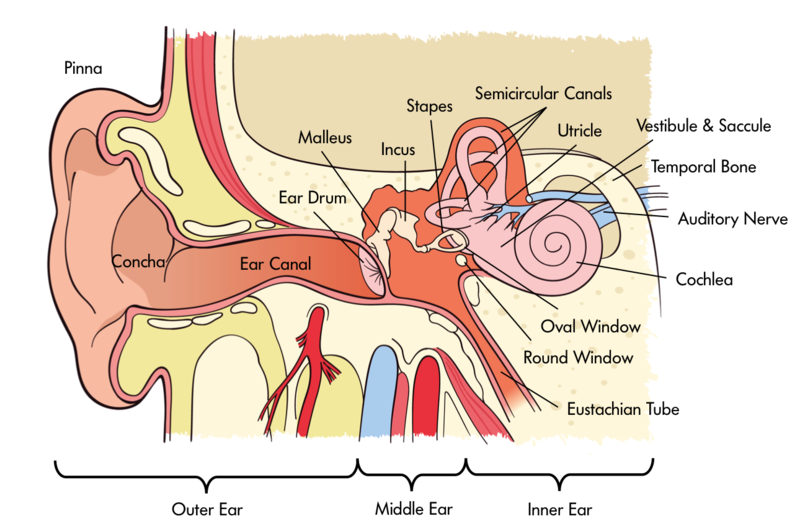 Pinna
Semicircular Canals
Stapes
Utricle
Vestibule & Saccule
Malleus
Incus
Temporal Bone
Ear Drum
Auditory Nerve
Concha
Ear Canal
Cochlea
Oval Window
Round Window
Eustachian Tube
Outer Ear
Middle Ear
Inner Ear